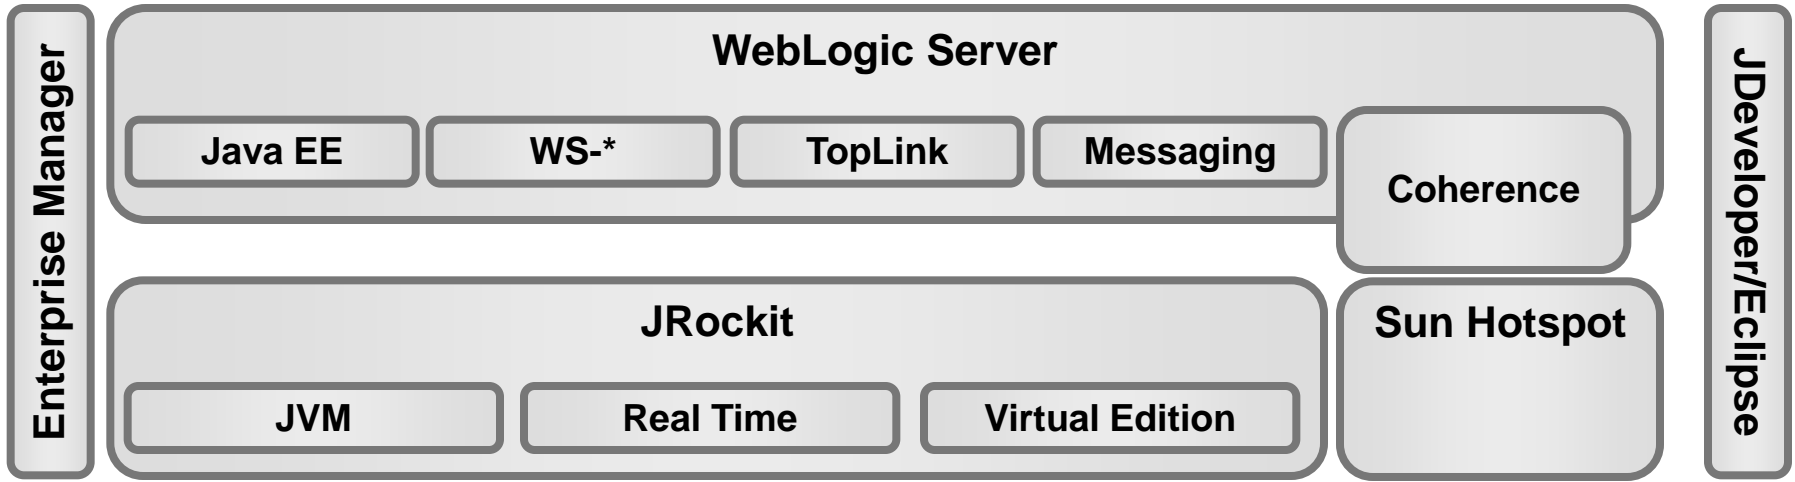 Enterprise Manager
WebLogic Server
Java EE
WS-*
TopLink
Messaging
Coherence
JRockit
JVM
Real Time
Virtual Edition
Sun Hotspot
JDeveloper/Eclipse